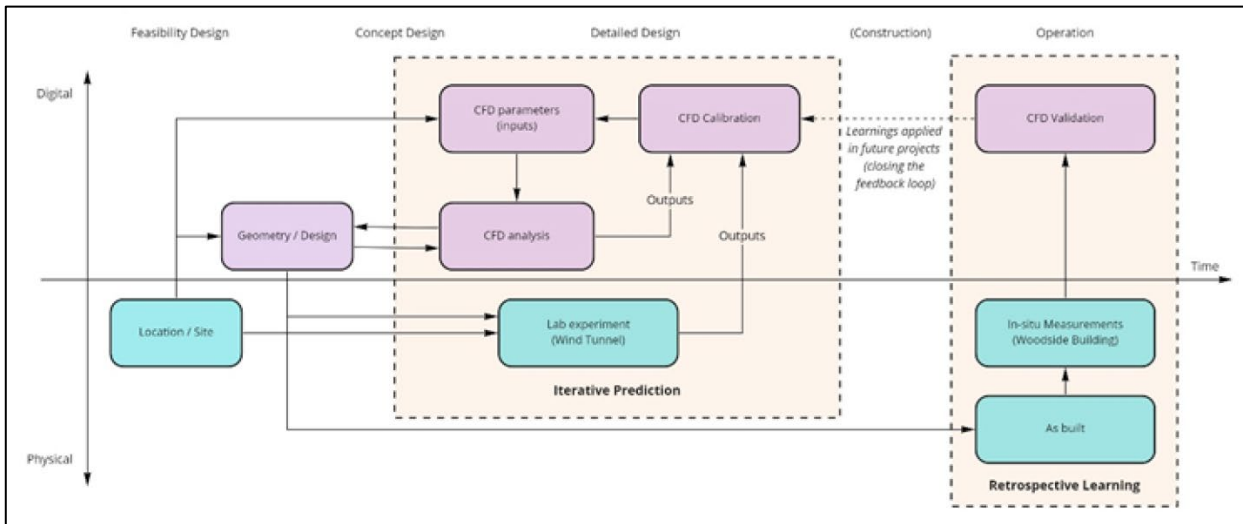 Feasibility Design
Concept Design
Detailed Design
(Construction)
Operation
Digital
CFD parameters
(inputs)
CFD Calibration
Learnings applied
in future projects
(closing the
feedback loop)
CFD Validation
Outputs
Outputs
Geometry / Design
CFD analysis
Time
Location / Site
Lab experiment
(Wind Tunnel)
In-situ Measurements
(Woodside Building)
Iterative Prediction
As built
Physical
Retrospective Learning